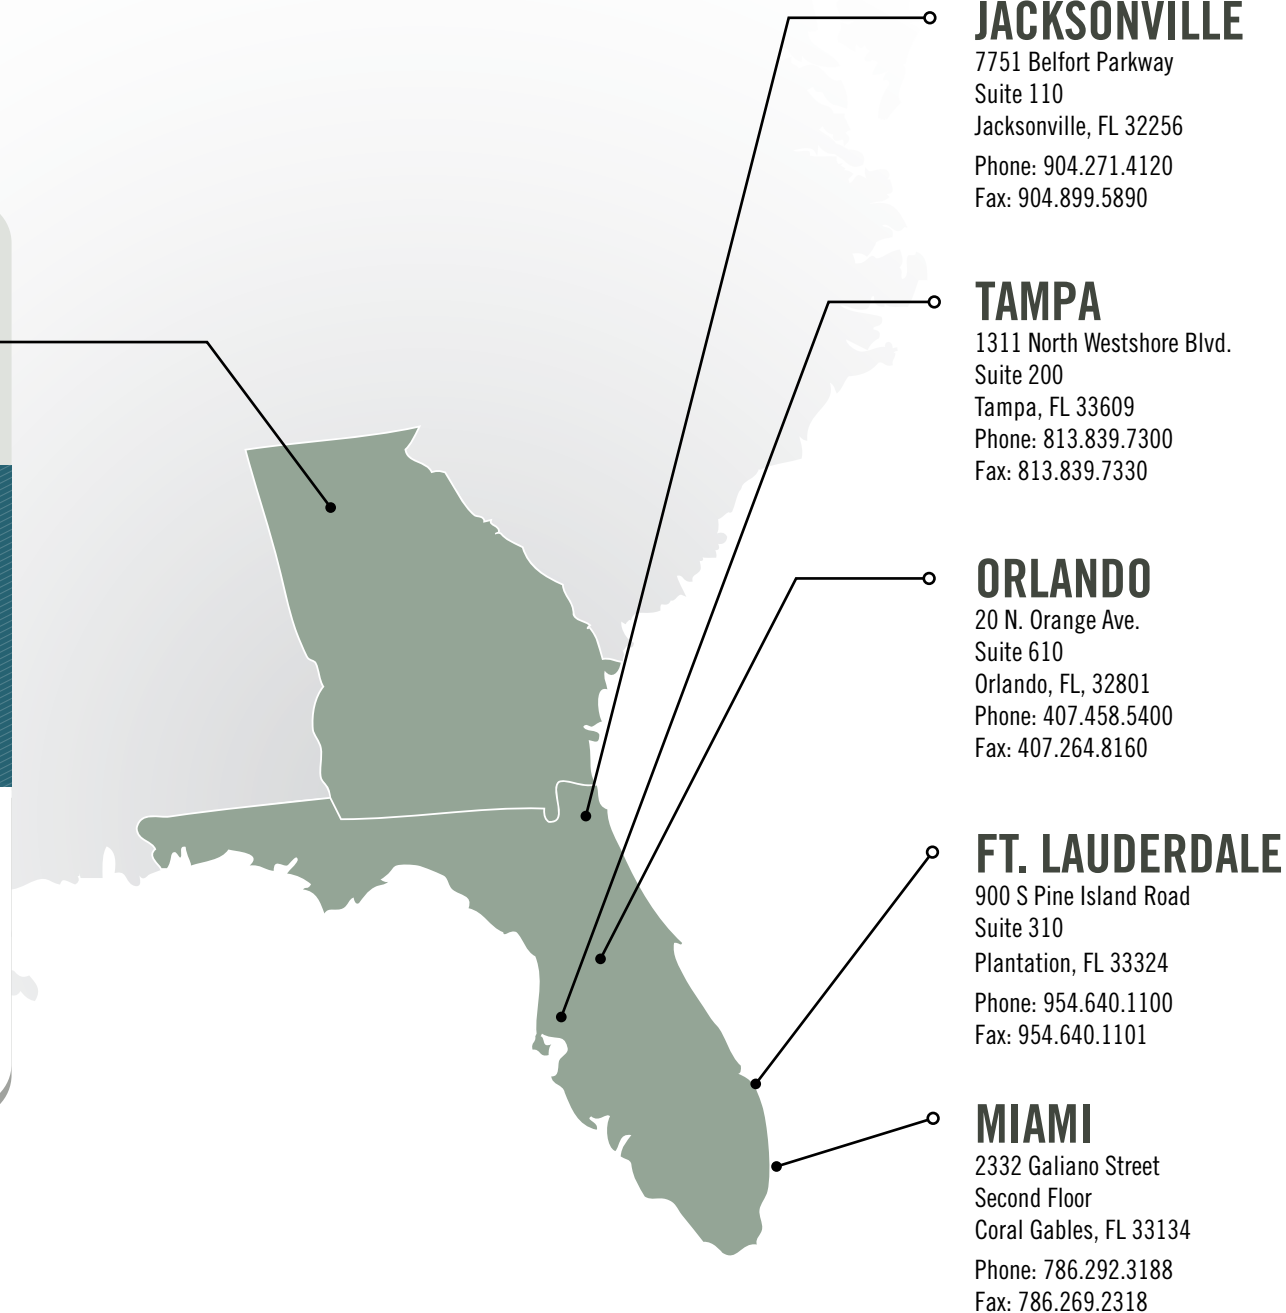 JACKSONVILLE
7751 Belfort Parkway
Suite 110
Jacksonville, FL 32256
Phone: 904.271.4120
Fax: 904.899.5890
TAMPA
1311 North Westshore Blvd.
Suite 200
Tampa, FL 33609
Phone: 813.839.7300
Fax: 813.839.7330
ORLANDO
20 N. Orange Ave.
Suite 610
Orlando, FL, 32801
Phone: 407.458.5400
Fax: 407.264.8160
FT. LAUDERDALE
900 S Pine Island Road
Suite 310
Plantation, FL 33324
Phone: 954.640.1100
Fax: 954.640.1101
MIAMI
2332 Galiano Street
Second Floor
Coral Gables, FL 33134
Phone: 786.292.3188
Fax: 786.269.2318